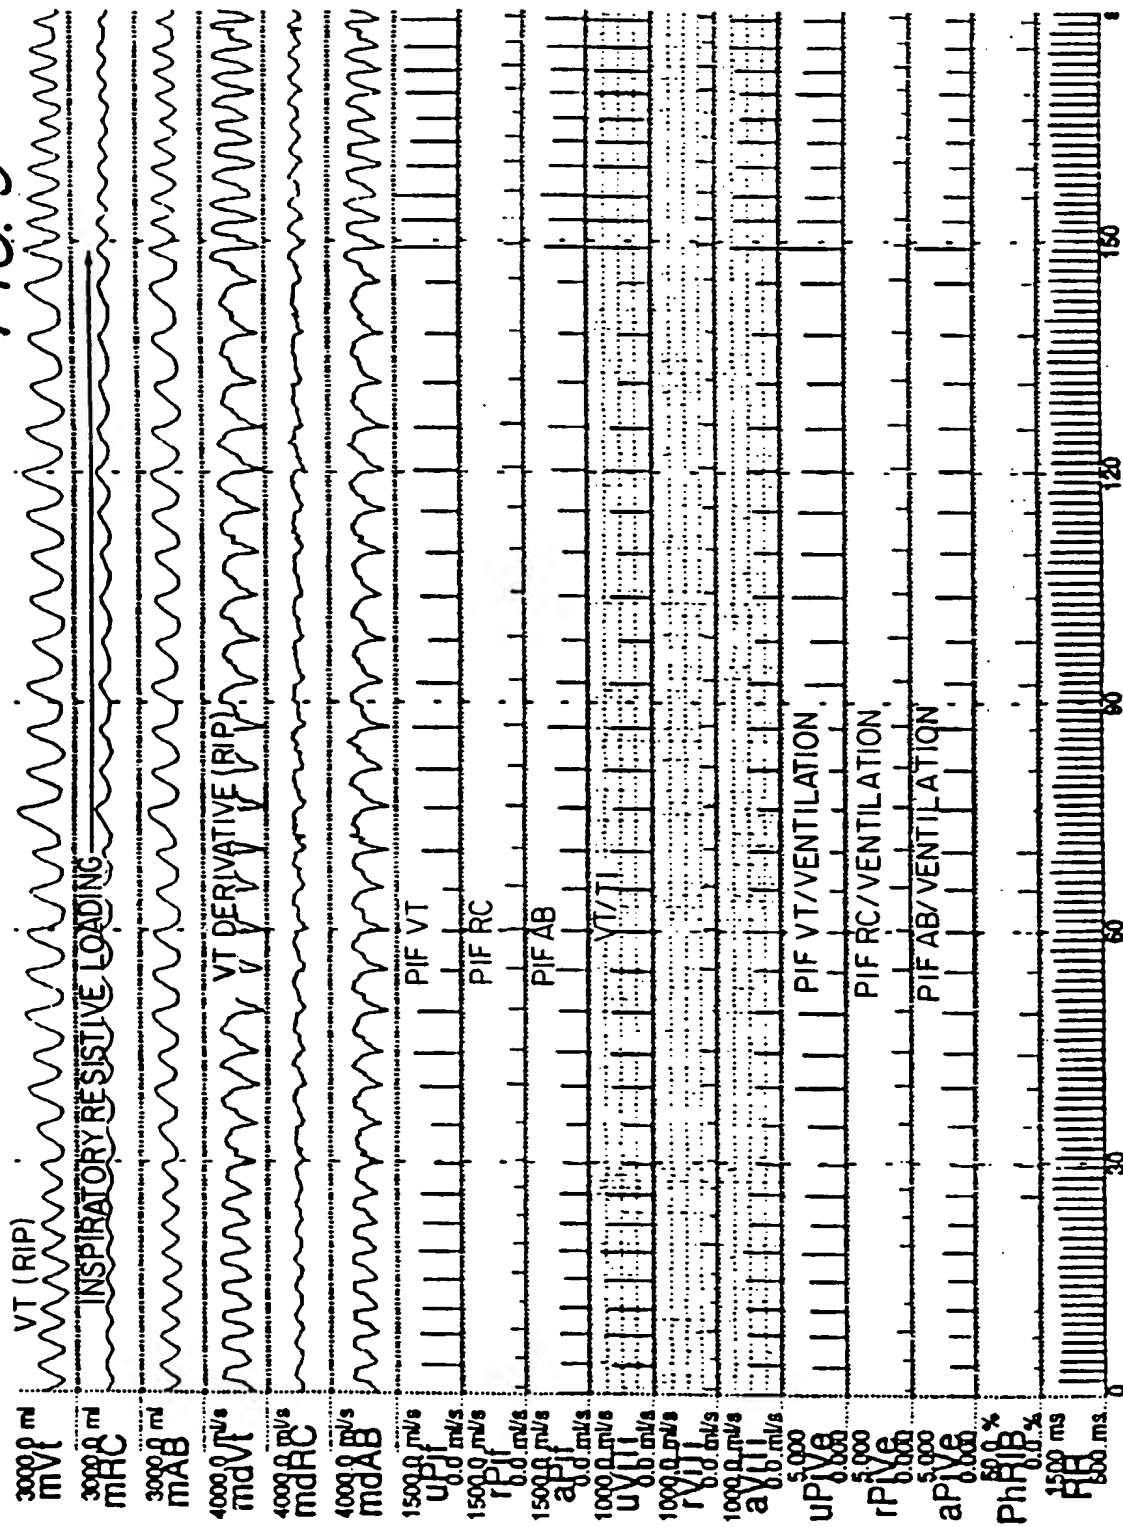 VT (RIP)
INSPIRATORY RESISTIVE LOADING
VT DERIVATIVE (RIP)
PIF VT
PIF RC
PIF AB
VT/TI
PIF VT/VENTILATION
PIF RC/VENTILATION
PIF AB/VENTILATION
3000.0 ml
mVt
3000.0 ml
mRC
3000.0 ml
mAB
4000.0 ml/s
mdVt
4000.0 ml/s
mdRC
4000.0 ml/s
mdAB
1500.0 ml/s
uPif
0.0 ml/s
1500.0 ml/s
rPif
0.0 ml/s
1500.0 ml/s
aPif
0.0 ml/s
1000.0 ml/s
uViTi
0.0 ml/s
1000.0 ml/s
rViTi
0.0 ml/s
1000.0 ml/s
aViTi
0.0 ml/s
5.000
uPiVe
0.000
5.000
rPiVe
0.000
5.000
aPiVe
0.000
50.0 %
PhRIB
0.0 %
1500 ms
RR
600 ms
0 30 60 90 120 150 s